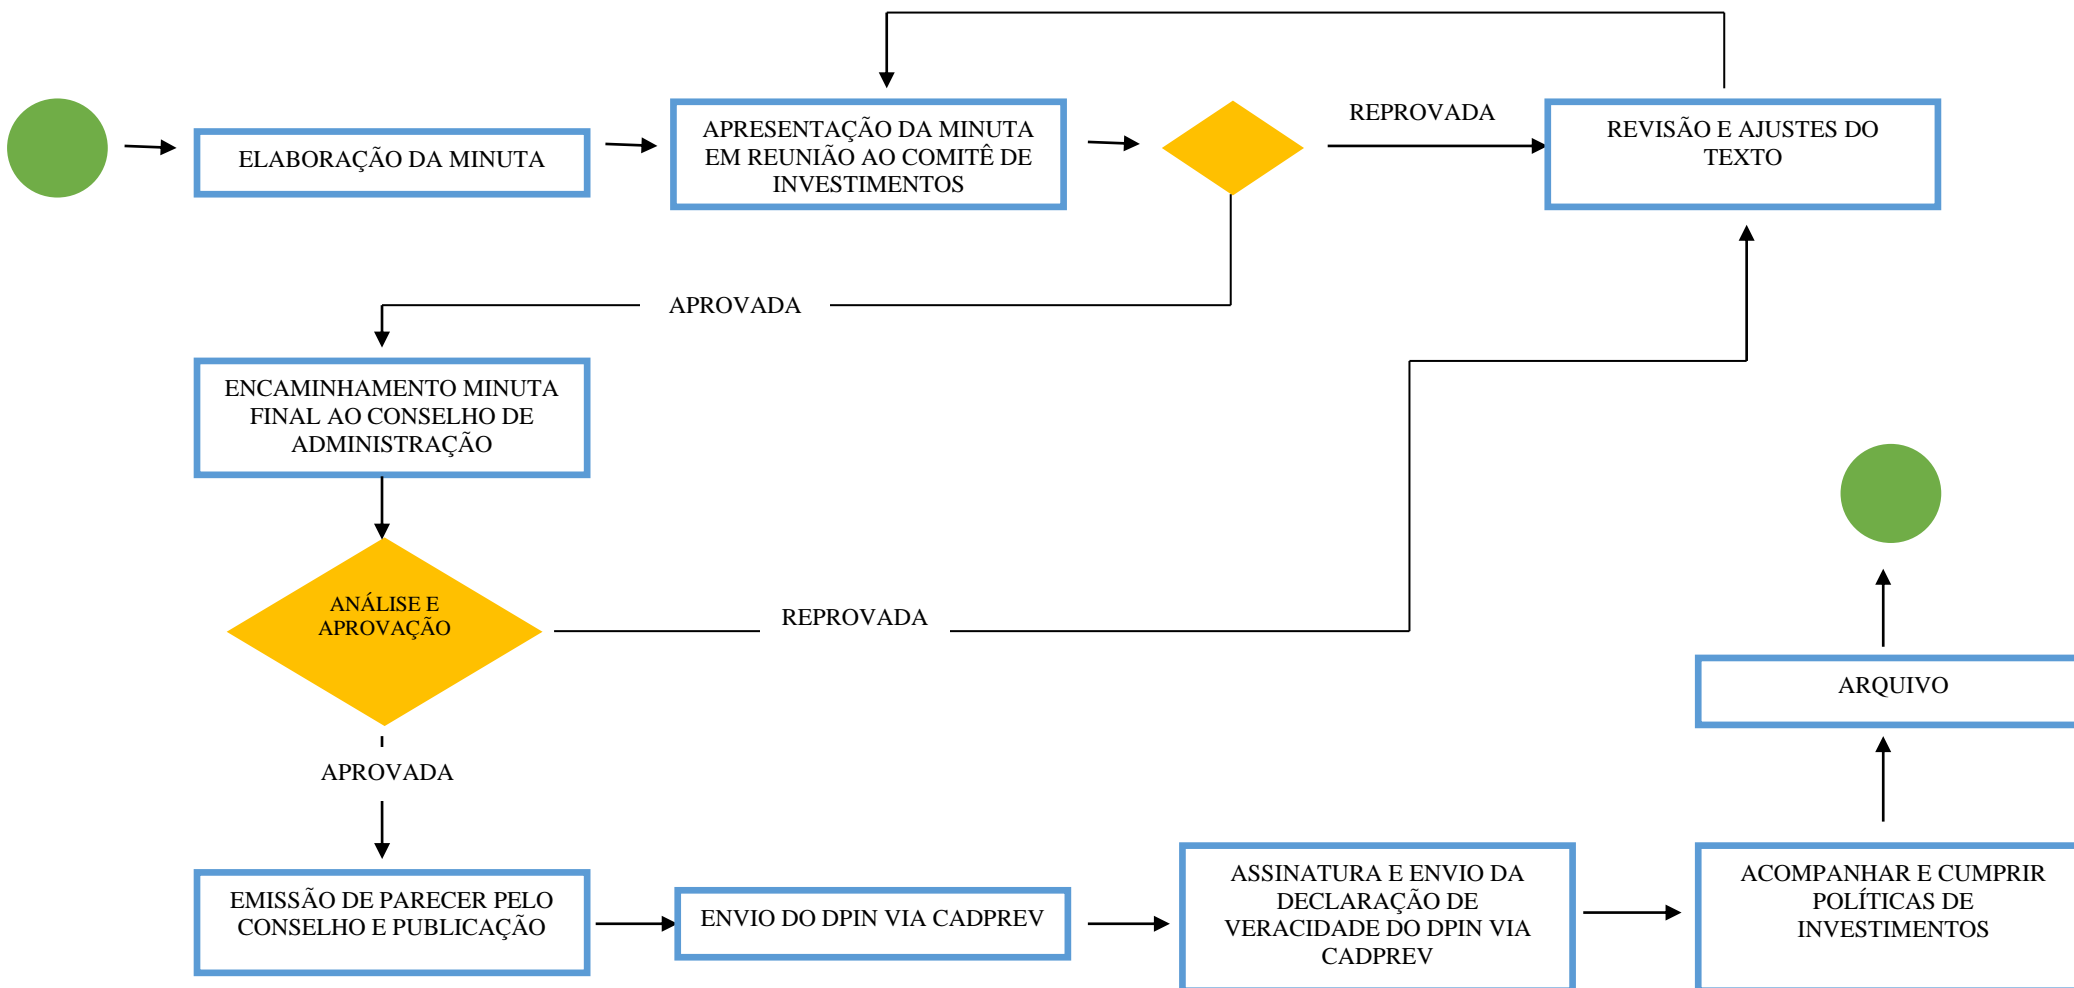 ELABORAÇÃO DA MINUTA
APRESENTAÇÃO DA MINUTA
EM REUNIÃO AO COMITÊ DE
INVESTIMENTOS
REPROVADA
REVISÃO E AJUSTES DO
TEXTO
APROVADA
ENCAMINHAMENTO MINUTA
FINAL AO CONSELHO DE
ADMINISTRAÇÃO
ANÁLISE E
APROVAÇÃO
REPROVADA
APROVADA
EMISSÃO DE PARECER PELO
CONSELHO E PUBLICAÇÃO
ENVIO DO DPIN VIA CADPREV
ASSINATURA E ENVIO DA
DECLARAÇÃO DE
VERACIDADE DO DPIN VIA
CADPREV
ACOMPANHAR E CUMPRIR
POLÍTICAS DE
INVESTIMENTOS
ARQUIVO